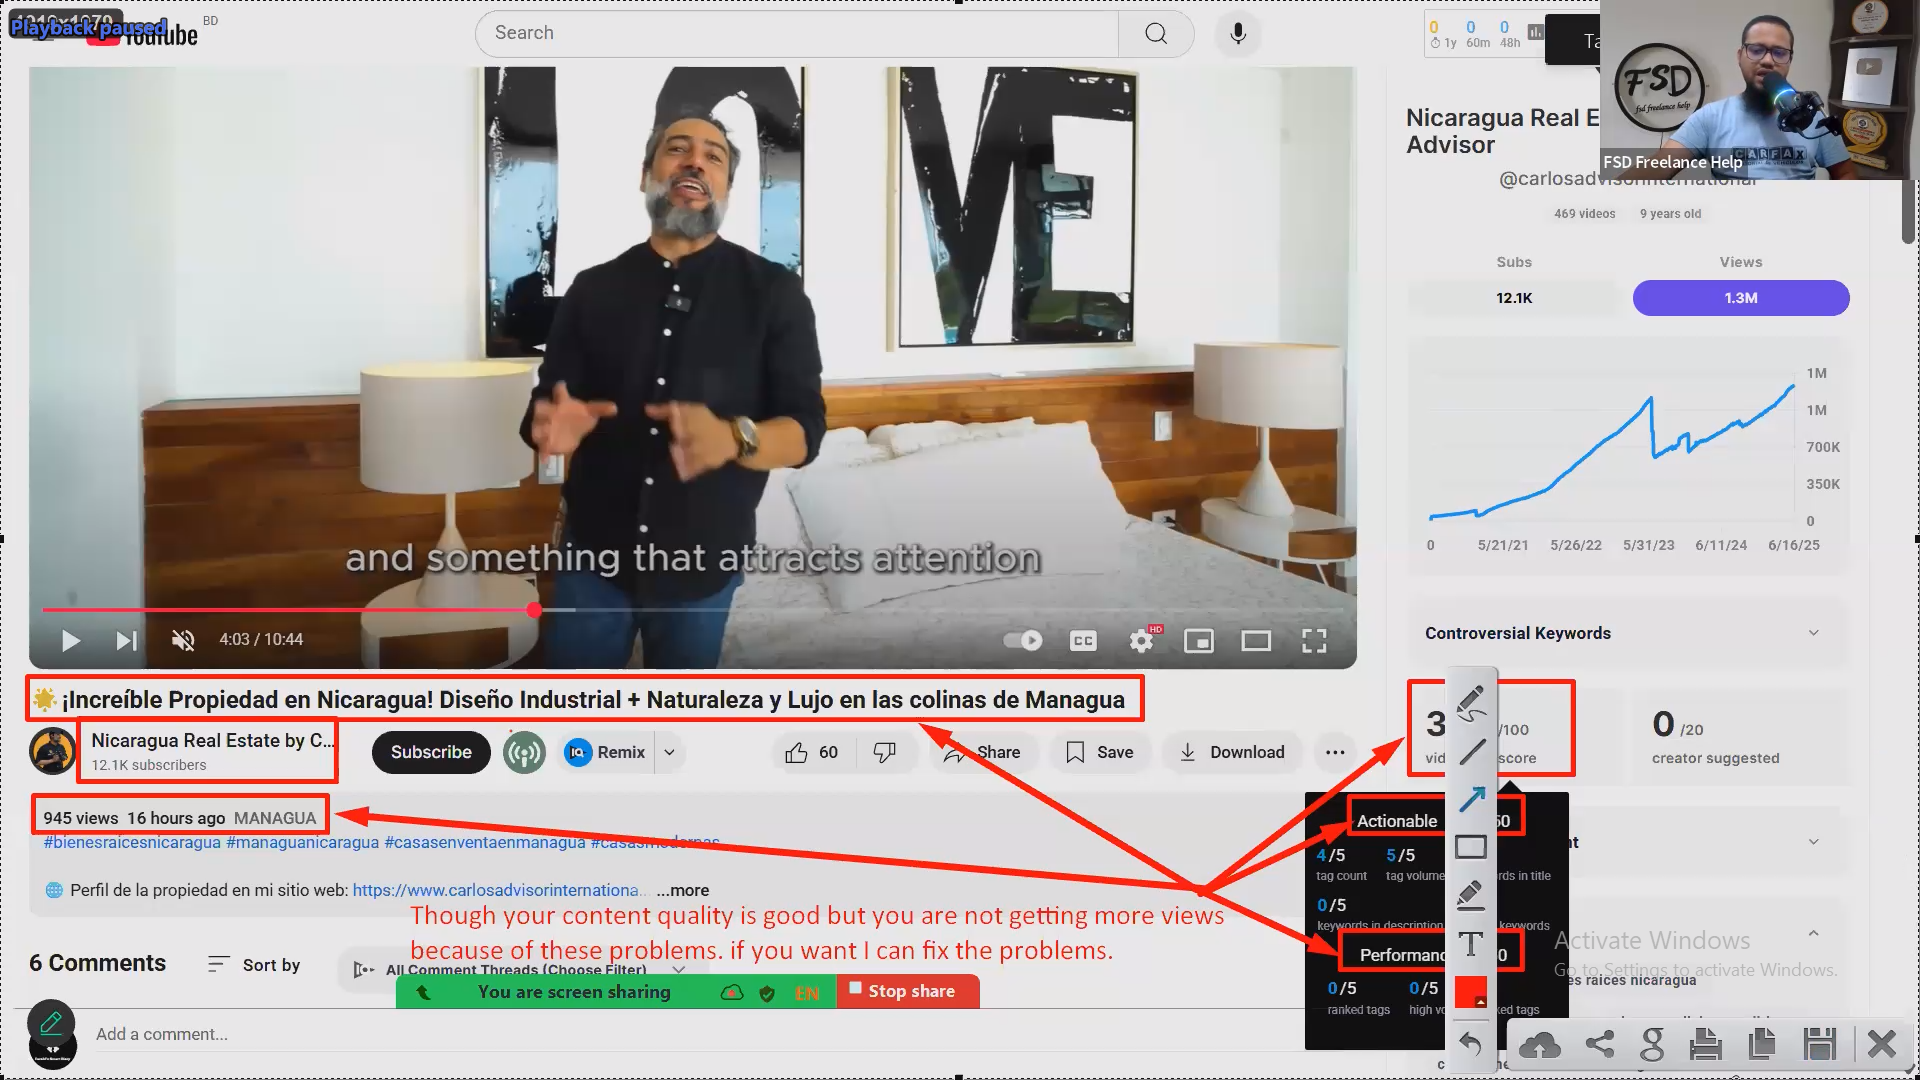 Playback paused
YouTube
BD
Search
0 0 0
1y 60m 48h
FSD
fsd freelance help
CARFAX
FSD Freelance Help
Nicaragua Real E
Advisor
@carlosadvisorinternational
469 videos 9 years old
Subs Views
12.1K 1.3M
1M
1M
700K
350K
0
0 5/21/21 5/26/22 5/31/23 6/11/24 6/16/25
VE
and something that attracts attention
4:03 / 10:44
CC
HD
Controversial Keywords
🌟 ¡Increíble Propiedad en Nicaragua! Diseño Industrial + Naturaleza y Lujo en las colinas de Managua
Nicaragua Real Estate by C...
12.1K subscribers
Subscribe
Remix
60
Share
Save
Download
3 /100
vid score
0 /20
creator suggested
945 views 16 hours ago MANAGUA
#bienesraicesnicaragua #managuanicaragua #casasenventaenmanagua #casasmodernas
🌐 Perfil de la propiedad en mi sitio web: https://www.carlosadvisorinternationa... ...more
Though your content quality is good but you are not getting more views
because of these problems. if you want I can fix the problems.
Actionable 50
4/5 5/5
tag count tag volume rds in title
0/5
keywords in description keywords
Performanc 0
0/5 0/5
ranked tags high vo ked tags
nt
T
Activate Windows
Go to Settings to activate Windows.
es raices nicaragua
6 Comments
Sort by
All Comment Threads (Choose Filter)
You are screen sharing
EN
Stop share
Add a comment...